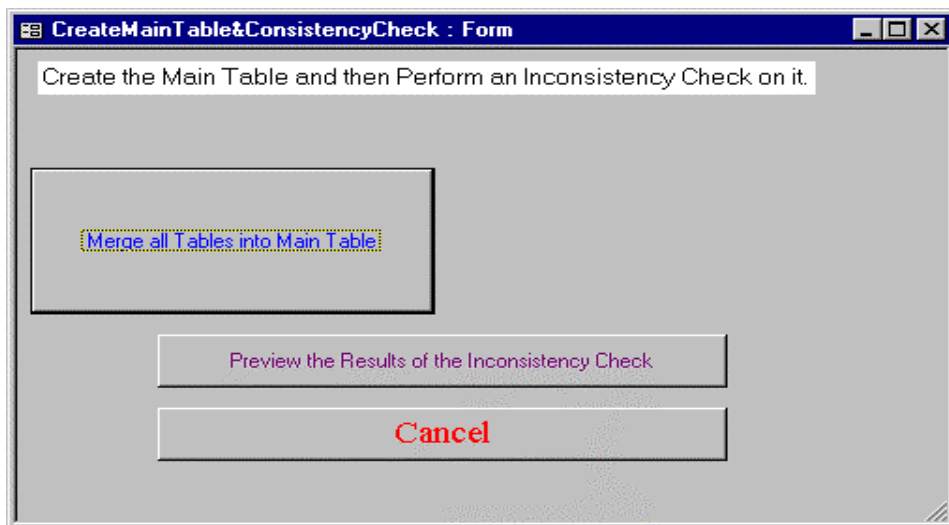 CreateMainTable&ConsistencyCheck : Form
Create the Main Table and then Perform an Inconsistency Check on it.
Merge all Tables into Main Table
Preview the Results of the Inconsistency Check
Cancel